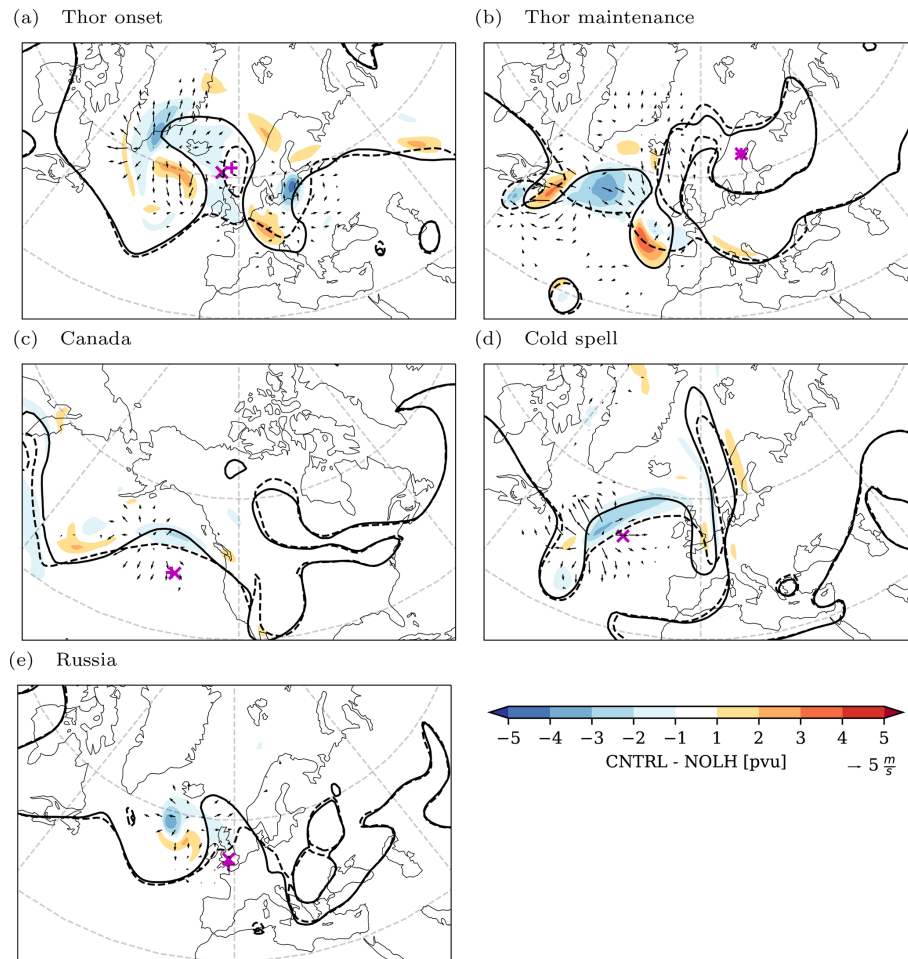 (a) Thor onset
(b) Thor maintenance
(c) Canada
(d) Cold spell
(e) Russia
−5 −4 −3 −2 −1 1 2 3 4 5
CNTRL - NOLH [pvu]
→ 5 m/s